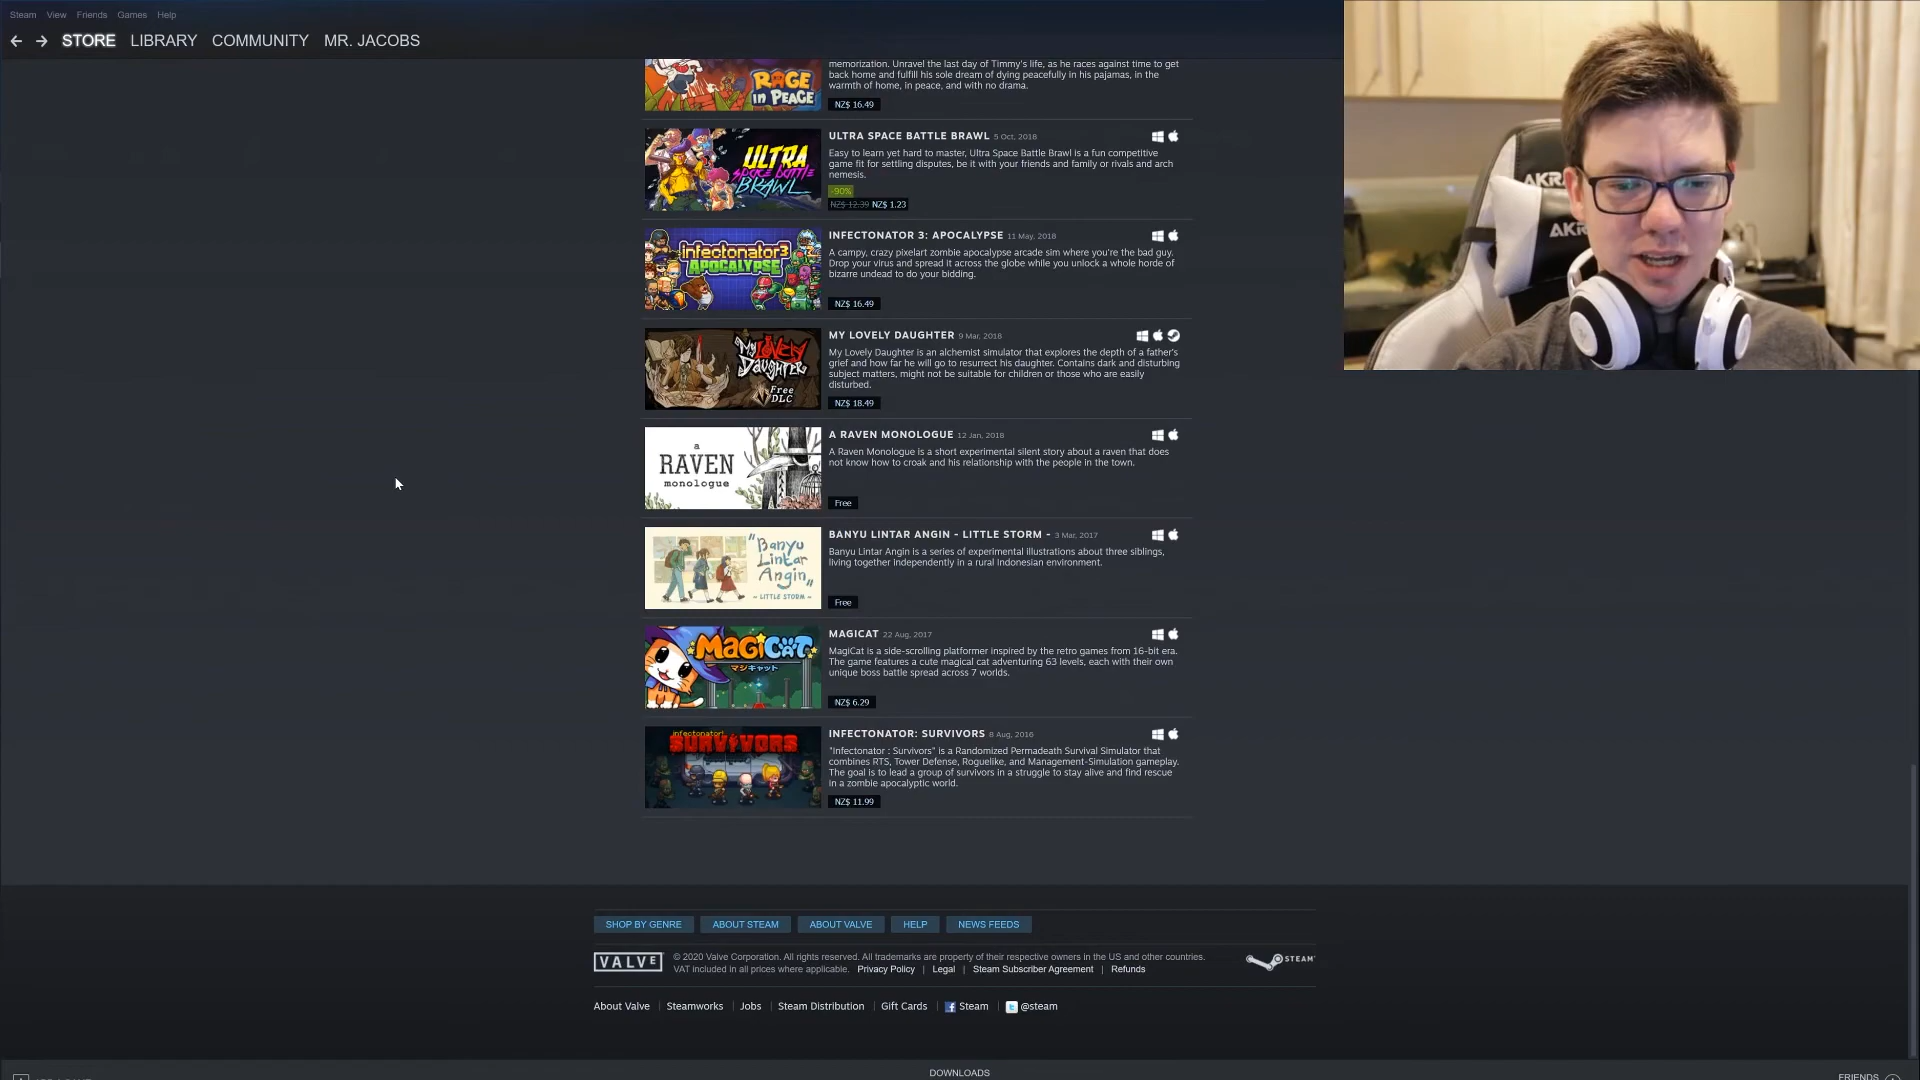 Steam View Friends Games Help
STORE LIBRARY COMMUNITY MR. JACOBS
RAGE
IN PEACE
memorization. Unravel the last day of Timmy's life, as he races against time to get
back home and fulfill his sole dream of dying peacefully in his pajamas, in the
warmth of home, in peace, and with no drama.
NZ$ 16.49
ULTRA
SPACE BATTLE
BRAWL
ULTRA SPACE BATTLE BRAWL 5 Oct, 2018
Easy to learn yet hard to master, Ultra Space Battle Brawl is a fun competitive
game fit for settling disputes, be it with your friends and family or rivals and arch
nemesis.
-90%
NZ$ 12.39 NZ$ 1.23
infectonator3
APOCALYPSE
INFECTONATOR 3: APOCALYPSE 11 May, 2018
A campy, crazy pixelart zombie apocalypse arcade sim where you're the bad guy.
Drop your virus and spread it across the globe while you unlock a whole horde of
bizarre undead to do your bidding.
NZ$ 16.49
My LOVELY
DAUGHTER
Free
DLC
MY LOVELY DAUGHTER 9 Mar, 2018
My Lovely Daughter is an alchemist simulator that explores the depth of a father's
grief and how far he will go to resurrect his daughter. Contains dark and disturbing
subject matters, might not be suitable for children or those who are easily
disturbed.
NZ$ 18.49
a
RAVEN
monologue
A RAVEN MONOLOGUE 12 Jan, 2018
A Raven Monologue is a short experimental silent story about a raven that does
not know how to croak and his relationship with the people in the town.
Free
"Banyu
Lintar
Angin"
~ LITTLE STORM ~
BANYU LINTAR ANGIN - LITTLE STORM - 3 Mar, 2017
Banyu Lintar Angin is a series of experimental illustrations about three siblings,
living together independently in a rural Indonesian environment.
Free
MAGICAT
マジキャット
MAGICAT 22 Aug, 2017
MagiCat is a side-scrolling platformer inspired by the retro games from 16-bit era.
The game features a cute magical cat adventuring 63 levels, each with their own
unique boss battle spread across 7 worlds.
NZ$ 6.29
infectonator!
SURVIVORS
INFECTONATOR: SURVIVORS 8 Aug, 2016
"Infectonator : Survivors" is a Randomized Permadeath Survival Simulator that
combines RTS, Tower Defense, Roguelike, and Management-Simulation gameplay.
The goal is to lead a group of survivors in a struggle to stay alive and find rescue
in a zombie apocalyptic world.
NZ$ 11.99
SHOP BY GENRE ABOUT STEAM ABOUT VALVE HELP NEWS FEEDS
VALVE
© 2020 Valve Corporation. All rights reserved. All trademarks are property of their respective owners in the US and other countries.
VAT included in all prices where applicable. Privacy Policy | Legal | Steam Subscriber Agreement | Refunds
STEAM
About Valve | Steamworks | Jobs | Steam Distribution | Gift Cards | Steam | @steam
DOWNLOADS
FRIENDS